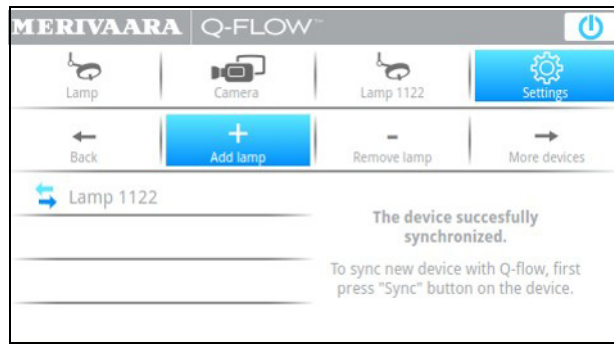 MERIVAARA Q-FLOW™
Lamp Camera Lamp 1122 Settings
Back Add lamp Remove lamp More devices
Lamp 1122
The device succesfully
synchronized.
To sync new device with Q-flow, first
press "Sync" button on the device.